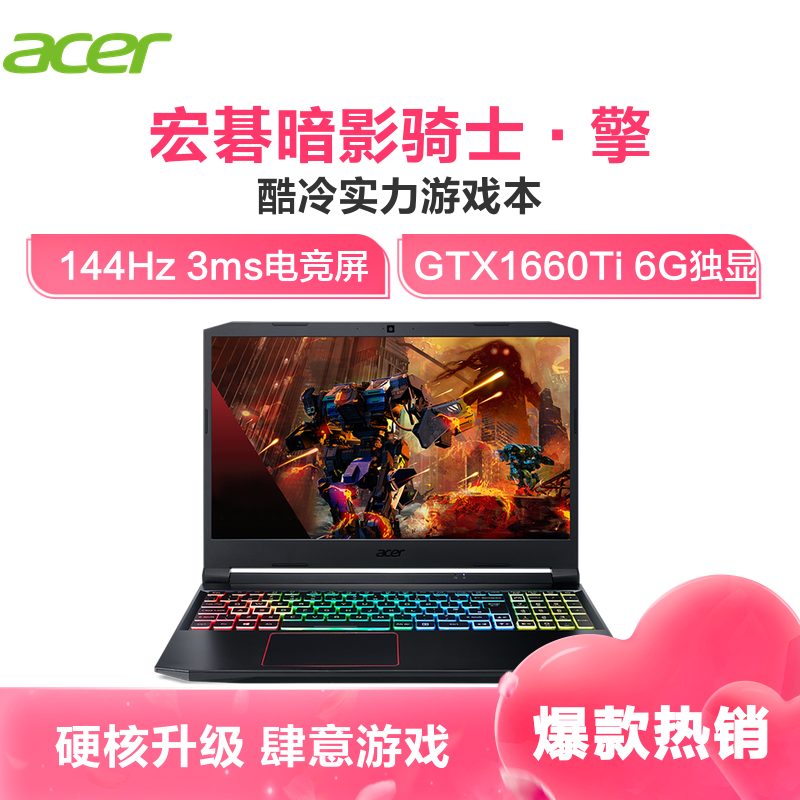 acer
宏碁暗影骑士·擎
酷冷实力游戏本
144Hz 3ms电竞屏
GTX1660Ti 6G独显
acer
硬核升级 肆意游戏
爆款热销